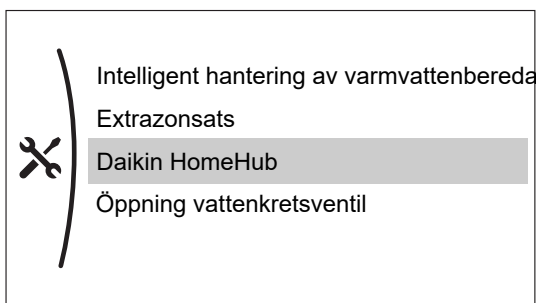 Intelligent hantering av varmvattenbereda
Extrazonsats
Daikin HomeHub
Öppning vattenkretsventil